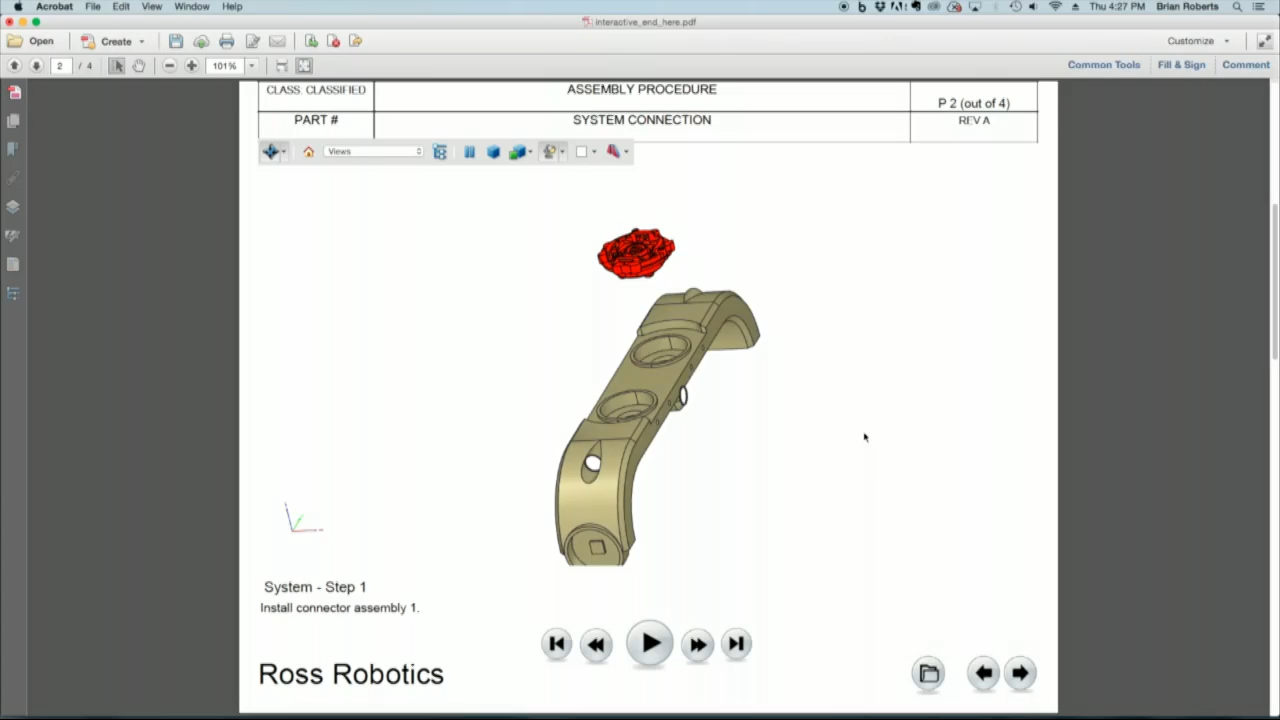 Acrobat File Edit View Window Help Thu 4:27 PM Brian Roberts
interactive_end_here.pdf
Open Create Customize
2 / 4 101% Common Tools Fill & Sign Comment
CLASS. CLASSIFIED ASSEMBLY PROCEDURE P 2 (out of 4)
PART # SYSTEM CONNECTION REV A
Views
System - Step 1
Install connector assembly 1.
Ross Robotics